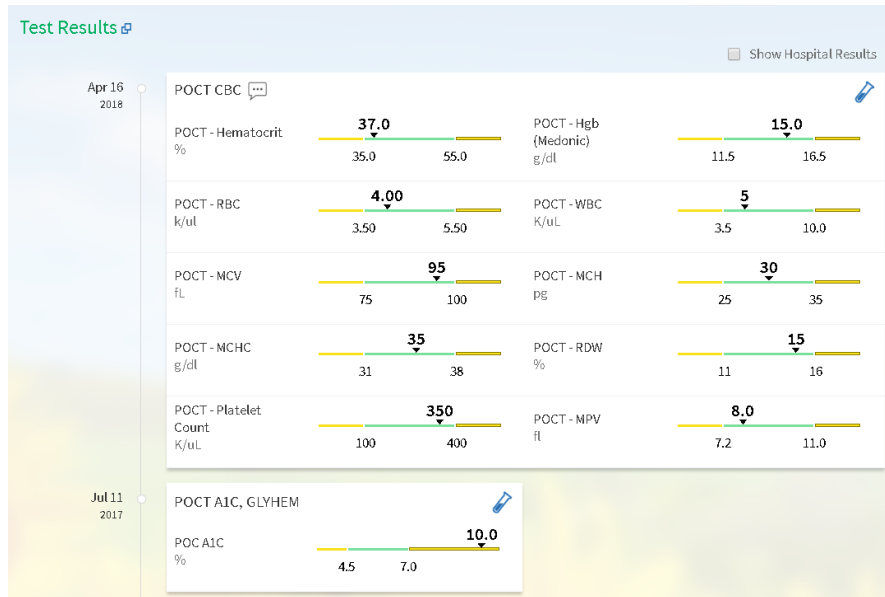 Test Results
Show Hospital Results
Apr 16
2018
POCT CBC
POCT - Hematocrit
%
37.0
35.0 55.0
POCT - Hgb
(Medonic)
g/dl
15.0
11.5 16.5
POCT - RBC
k/ul
4.00
3.50 5.50
POCT - WBC
K/uL
5
3.5 10.0
POCT - MCV
fL
95
75 100
POCT - MCH
pg
30
25 35
POCT - MCHC
g/dl
35
31 38
POCT - RDW
%
15
11 16
POCT - Platelet
Count
K/uL
350
100 400
POCT - MPV
fl
8.0
7.2 11.0
Jul 11
2017
POCT A1C, GLYHEM
POC A1C
%
10.0
4.5 7.0